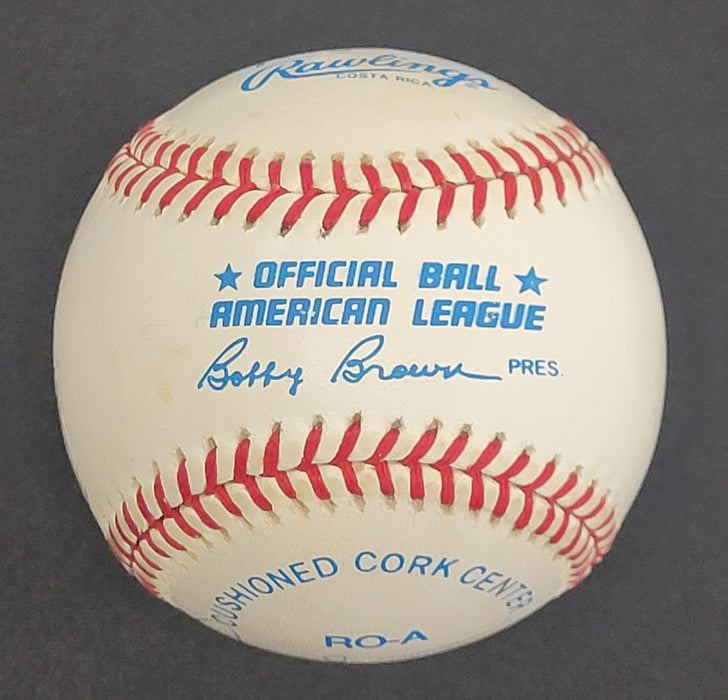 Rawlings
COSTA RICA
★ OFFICIAL BALL ★
AMERICAN LEAGUE
Bobby Brown PRES.
CUSHIONED CORK CENTER
RO-A